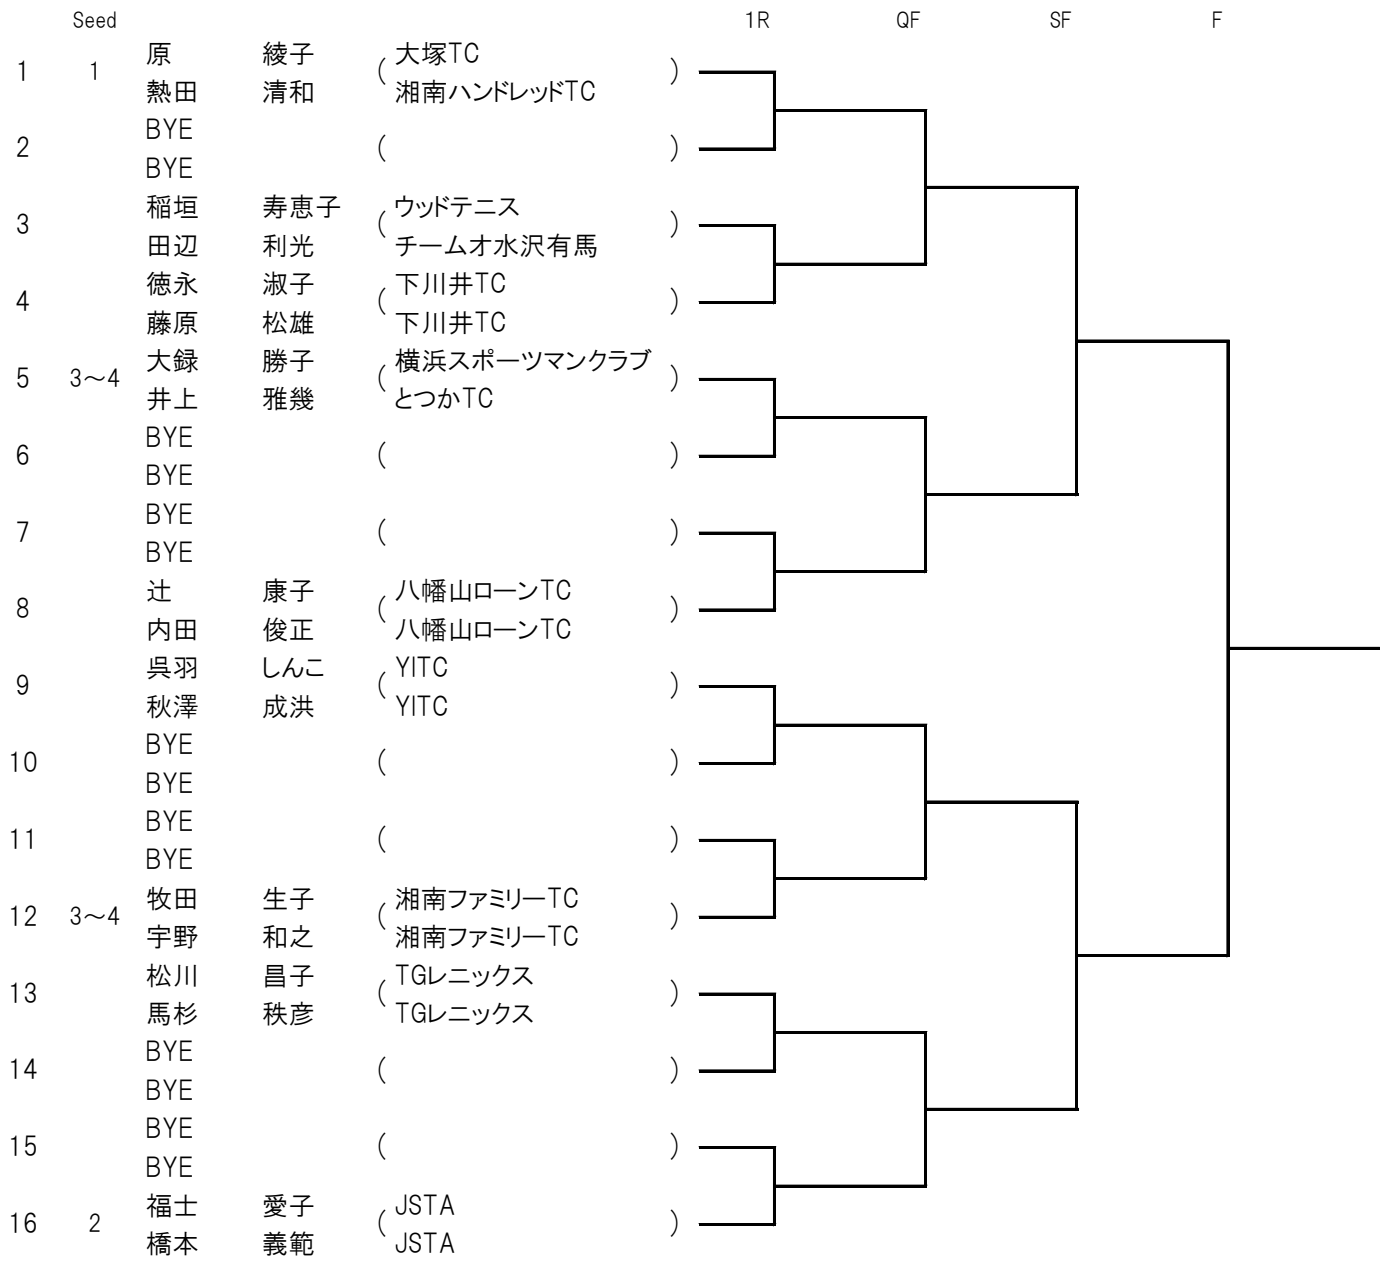 Seed 1R QF SF F
原 綾子 大塚TC
1 1 ( )
熱田 清和 湘南ハンドレッドTC
BYE
2 ( )
BYE
稲垣 寿恵子 ウッドテニス
3 ( )
田辺 利光 チームオ水沢有馬
徳永 淑子 下川井TC
4 ( )
藤原 松雄 下川井TC
大録 勝子 横浜スポーツマンクラブ
5 3～4 ( )
井上 雅幾 とつかTC
BYE
6 ( )
BYE
BYE
7 ( )
BYE
辻 康子 八幡山ローンTC
8 ( )
内田 俊正 八幡山ローンTC
呉羽 しんこ YITC
9 ( )
秋澤 成洪 YITC
BYE
10 ( )
BYE
BYE
11 ( )
BYE
牧田 生子 湘南ファミリーTC
12 3～4 ( )
宇野 和之 湘南ファミリーTC
松川 昌子 TGレニックス
13 ( )
馬杉 秩彦 TGレニックス
BYE
14 ( )
BYE
BYE
15 ( )
BYE
福士 愛子 JSTA
16 2 ( )
橋本 義範 JSTA